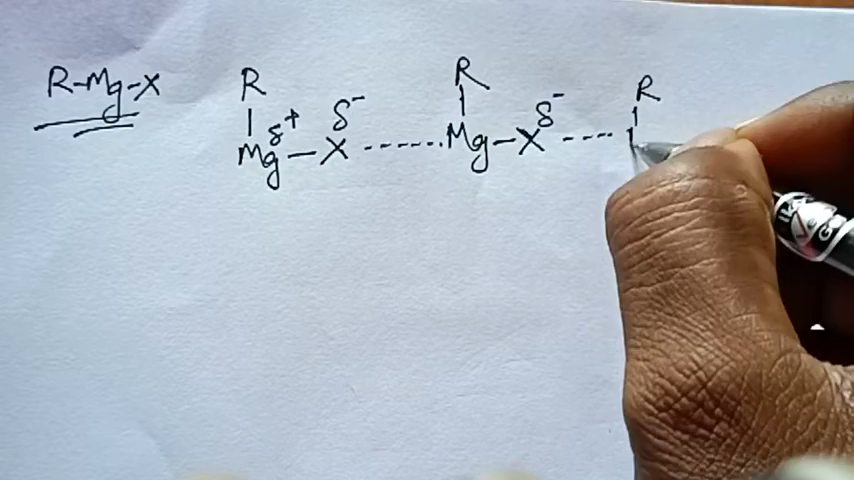 R-Mg-X R R R
Mg δ+ - X δ- ------ Mg - X δ- ----